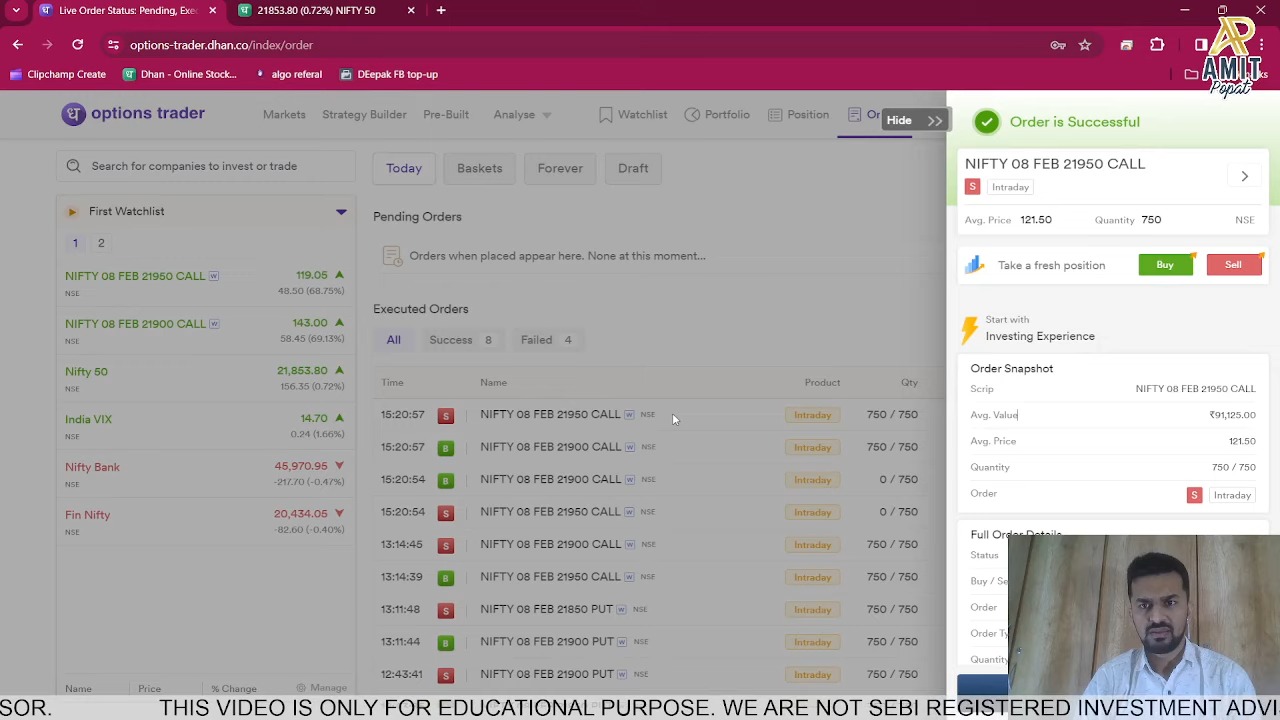 Live Order Status: Pending, Exe
21853.80 (0.72%) NIFTY 50
options-trader.dhan.co/index/order
Clipchamp Create
Dhan - Online Stock...
algo referal
DEepak FB top-up
AP
AMIT
Popat
options trader
Markets
Strategy Builder
Pre-Built
Analyse
Watchlist
Portfolio
Position
Or
Hide >>
Search for companies to invest or trade
First Watchlist
1 2
NIFTY 08 FEB 21950 CALL W 119.05
NSE 48.50 (68.75%)
NIFTY 08 FEB 21900 CALL W 143.00
NSE 58.45 (69.13%)
Nifty 50 21,853.80
NSE 156.35 (0.72%)
India VIX 14.70
NSE 0.24 (1.66%)
Nifty Bank 45,970.95
NSE -217.70 (-0.47%)
Fin Nifty 20,434.05
NSE -82.60 (-0.40%)
Name Price % Change Manage
Today Baskets Forever Draft
Pending Orders
Orders when placed appear here. None at this moment...
Executed Orders
All Success 8 Failed 4
Time Name Product Qty
15:20:57 S NIFTY 08 FEB 21950 CALL W NSE Intraday 750 / 750
15:20:57 B NIFTY 08 FEB 21900 CALL W NSE Intraday 750 / 750
15:20:54 B NIFTY 08 FEB 21900 CALL W NSE Intraday 0 / 750
15:20:54 S NIFTY 08 FEB 21950 CALL W NSE Intraday 0 / 750
13:14:45 S NIFTY 08 FEB 21900 CALL W NSE Intraday 750 / 750
13:14:39 B NIFTY 08 FEB 21950 CALL W NSE Intraday 750 / 750
13:11:48 S NIFTY 08 FEB 21850 PUT W NSE Intraday 750 / 750
13:11:44 B NIFTY 08 FEB 21900 PUT W NSE Intraday 750 / 750
12:43:41 S NIFTY 08 FEB 21900 PUT W NSE Intraday 750 / 750
Order is Successful
NIFTY 08 FEB 21950 CALL
S Intraday
Avg. Price 121.50 Quantity 750 NSE
Take a fresh position Buy Sell
Start with
Investing Experience
Order Snapshot
Scrip NIFTY 08 FEB 21950 CALL
Avg. Value ₹91,125.00
Avg. Price 121.50
Quantity 750 / 750
Order S Intraday
Full Order Details
Status
Buy / Se
Order
Order Ty
Quantit
SOR. THIS VIDEO IS ONLY FOR EDUCATIONAL PURPOSE. WE ARE NOT SEBI REGISTERED INVESTMENT ADVI